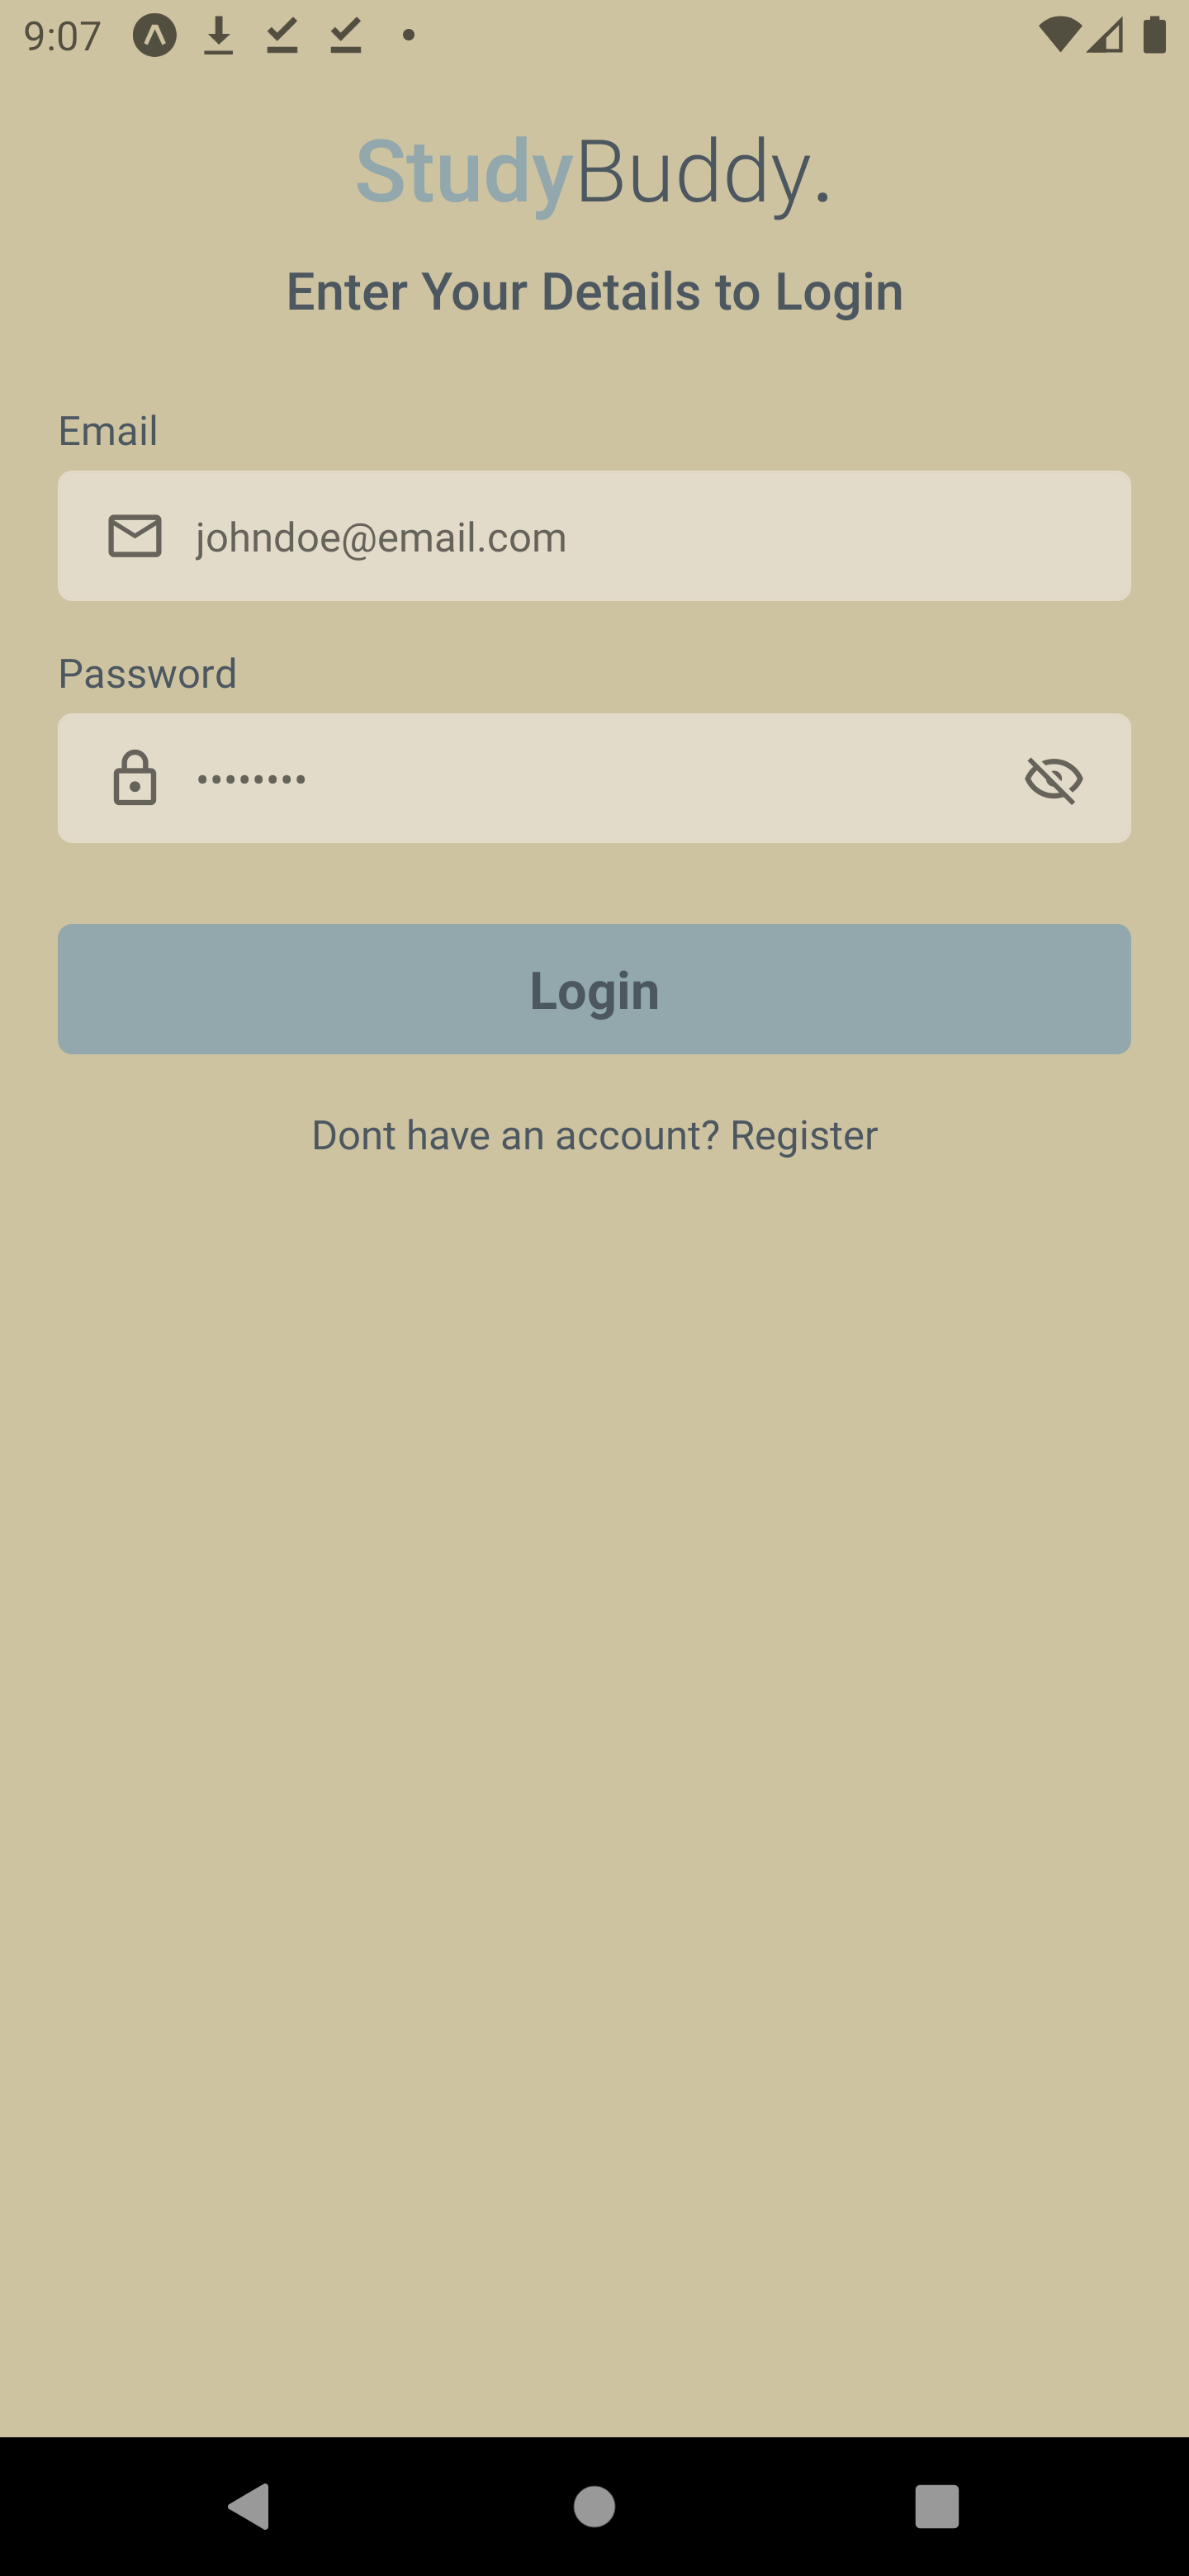 9:07
StudyBuddy.
Enter Your Details to Login
Email
johndoe@email.com
Password
••••••••
Login
Dont have an account? Register